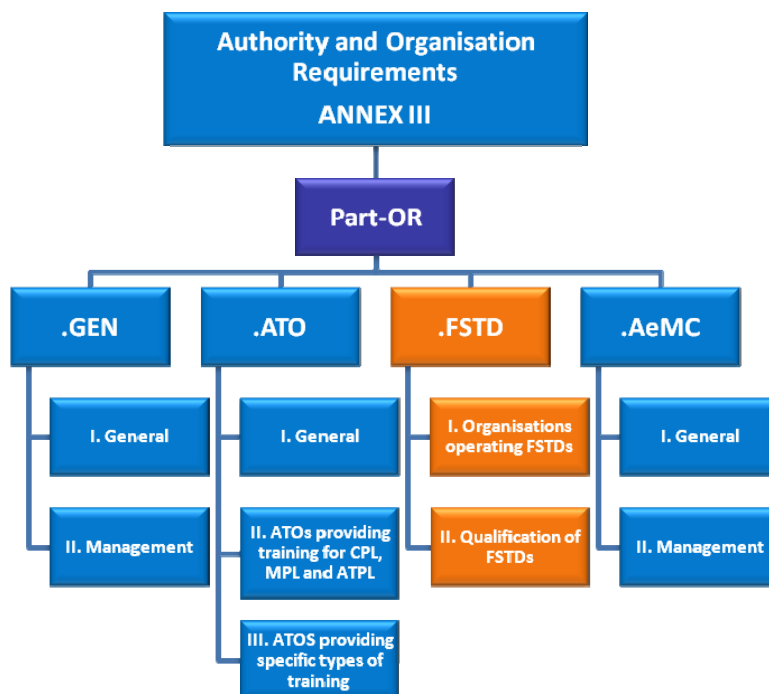 Authority and Organisation
Requirements
ANNEX III
Part-OR
.GEN
.ATO
.FSTD
.AeMC
I. General
II. Management
I. General
II. ATOs providing
training for CPL,
MPL and ATPL
III. ATOS providing
specific types of
training
I. Organisations
operating FSTDs
II. Qualification of
FSTDs
I. General
II. Management